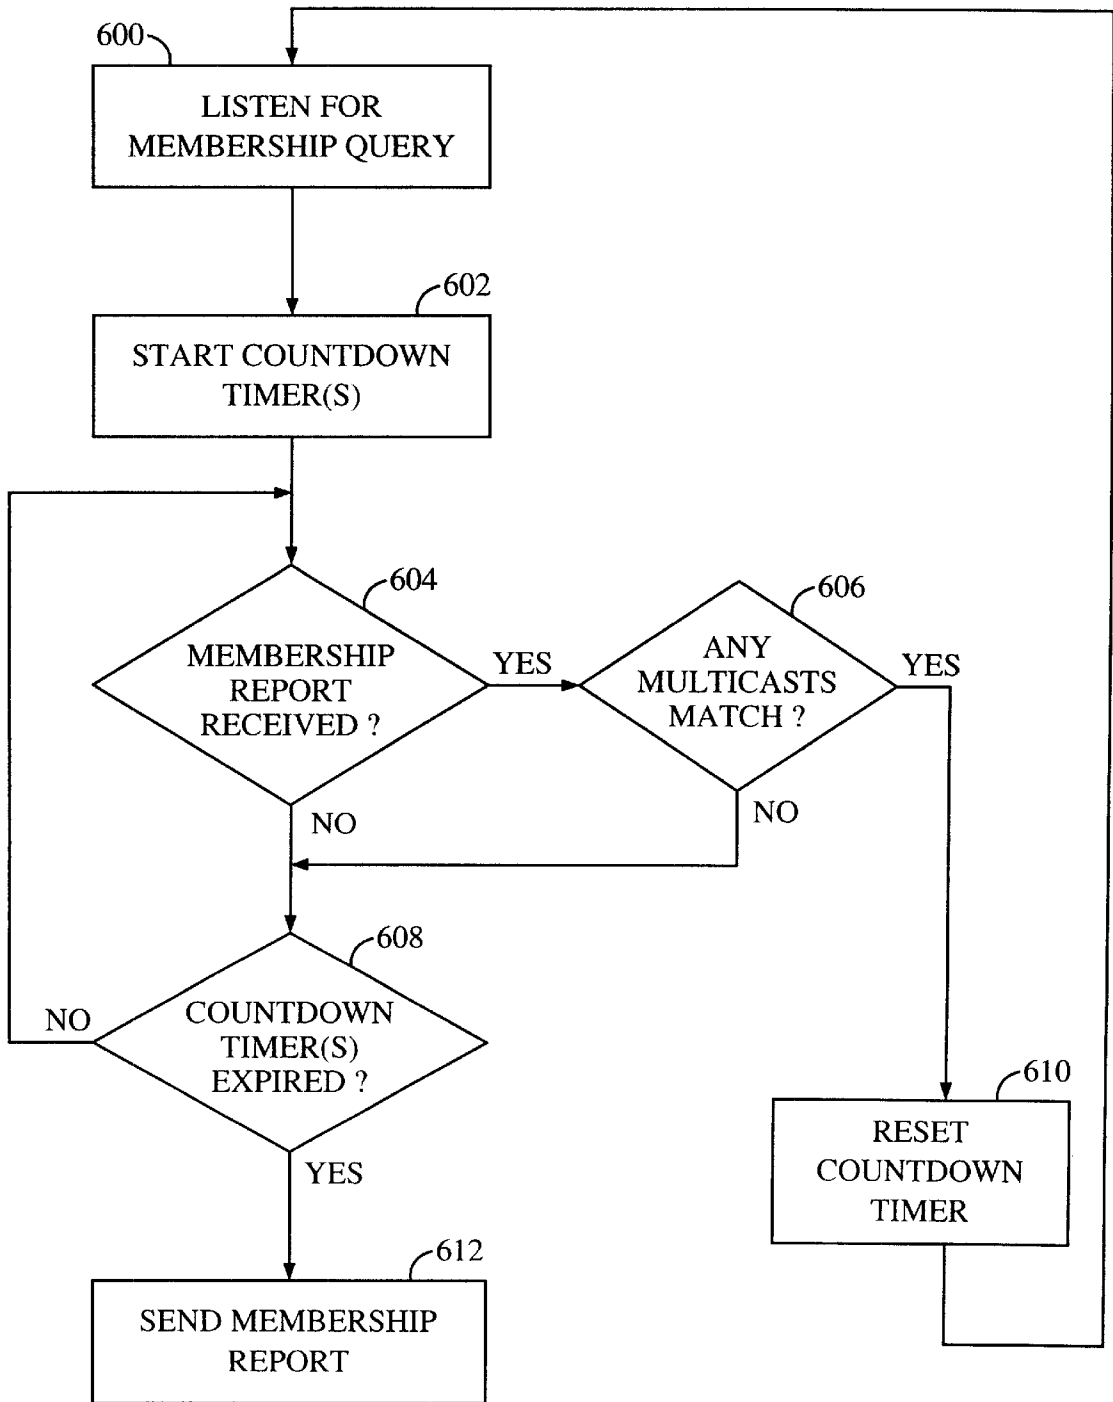 600
LISTEN FOR
MEMBERSHIP QUERY
602
START COUNTDOWN
TIMER(S)
604
MEMBERSHIP
REPORT
RECEIVED ?
YES
NO
606
ANY
MULTICASTS
MATCH ?
YES
NO
608
COUNTDOWN
TIMER(S)
EXPIRED ?
NO
YES
610
RESET
COUNTDOWN
TIMER
612
SEND MEMBERSHIP
REPORT